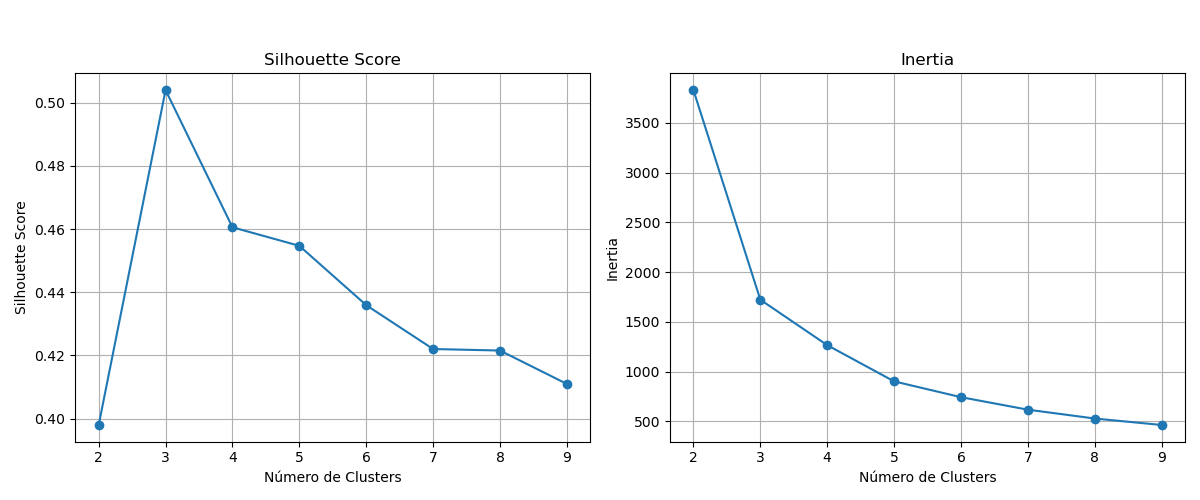 Silhouette Score
Silhouette Score
0.50
0.48
0.46
0.44
0.42
0.40
2 3 4 5 6 7 8 9
Número de Clusters
Inertia
Inertia
3500
3000
2500
2000
1500
1000
500
2 3 4 5 6 7 8 9
Número de Clusters